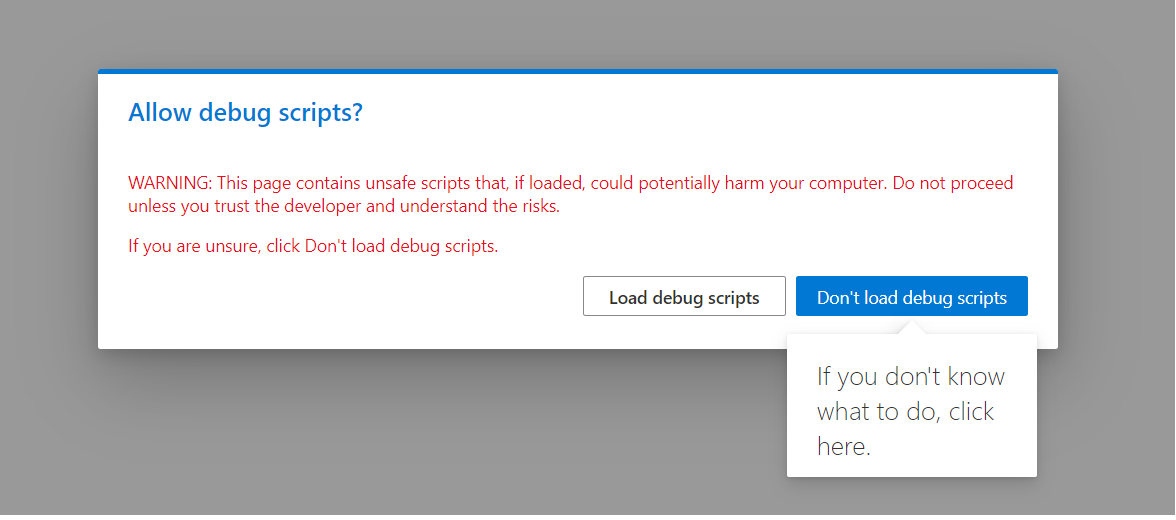 Allow debug scripts?
WARNING: This page contains unsafe scripts that, if loaded, could potentially harm your computer. Do not proceed
unless you trust the developer and understand the risks.
If you are unsure, click Don't load debug scripts.
Load debug scripts
Don't load debug scripts
If you don't know
what to do, click
here.